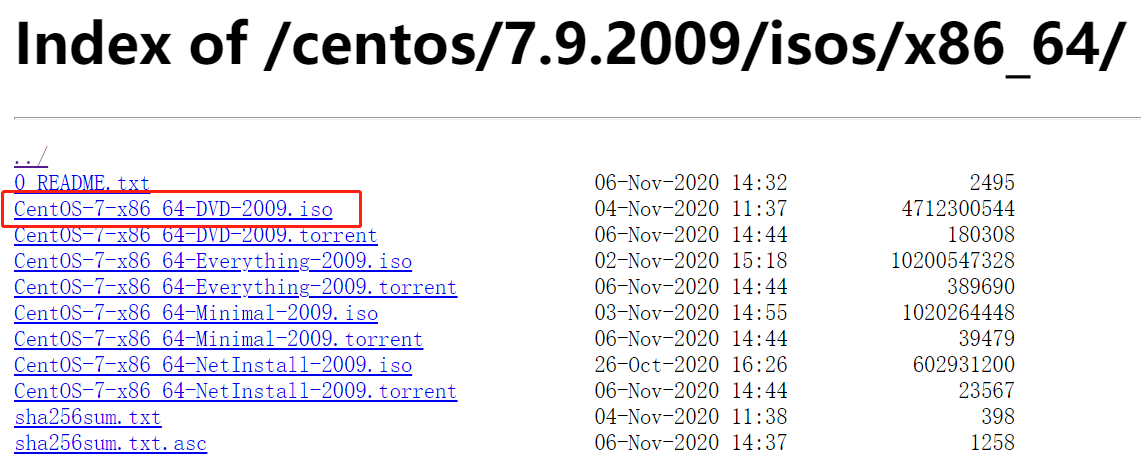 Index of /centos/7.9.2009/isos/x86_64/
../
0_README.txt 06-Nov-2020 14:32 2495
CentOS-7-x86_64-DVD-2009.iso 04-Nov-2020 11:37 4712300544
CentOS-7-x86_64-DVD-2009.torrent 06-Nov-2020 14:44 180308
CentOS-7-x86_64-Everything-2009.iso 02-Nov-2020 15:18 10200547328
CentOS-7-x86_64-Everything-2009.torrent 06-Nov-2020 14:44 389690
CentOS-7-x86_64-Minimal-2009.iso 03-Nov-2020 14:55 1020264448
CentOS-7-x86_64-Minimal-2009.torrent 06-Nov-2020 14:44 39479
CentOS-7-x86_64-NetInstall-2009.iso 26-Oct-2020 16:26 602931200
CentOS-7-x86_64-NetInstall-2009.torrent 06-Nov-2020 14:44 23567
sha256sum.txt 04-Nov-2020 11:38 398
sha256sum.txt.asc 06-Nov-2020 14:37 1258